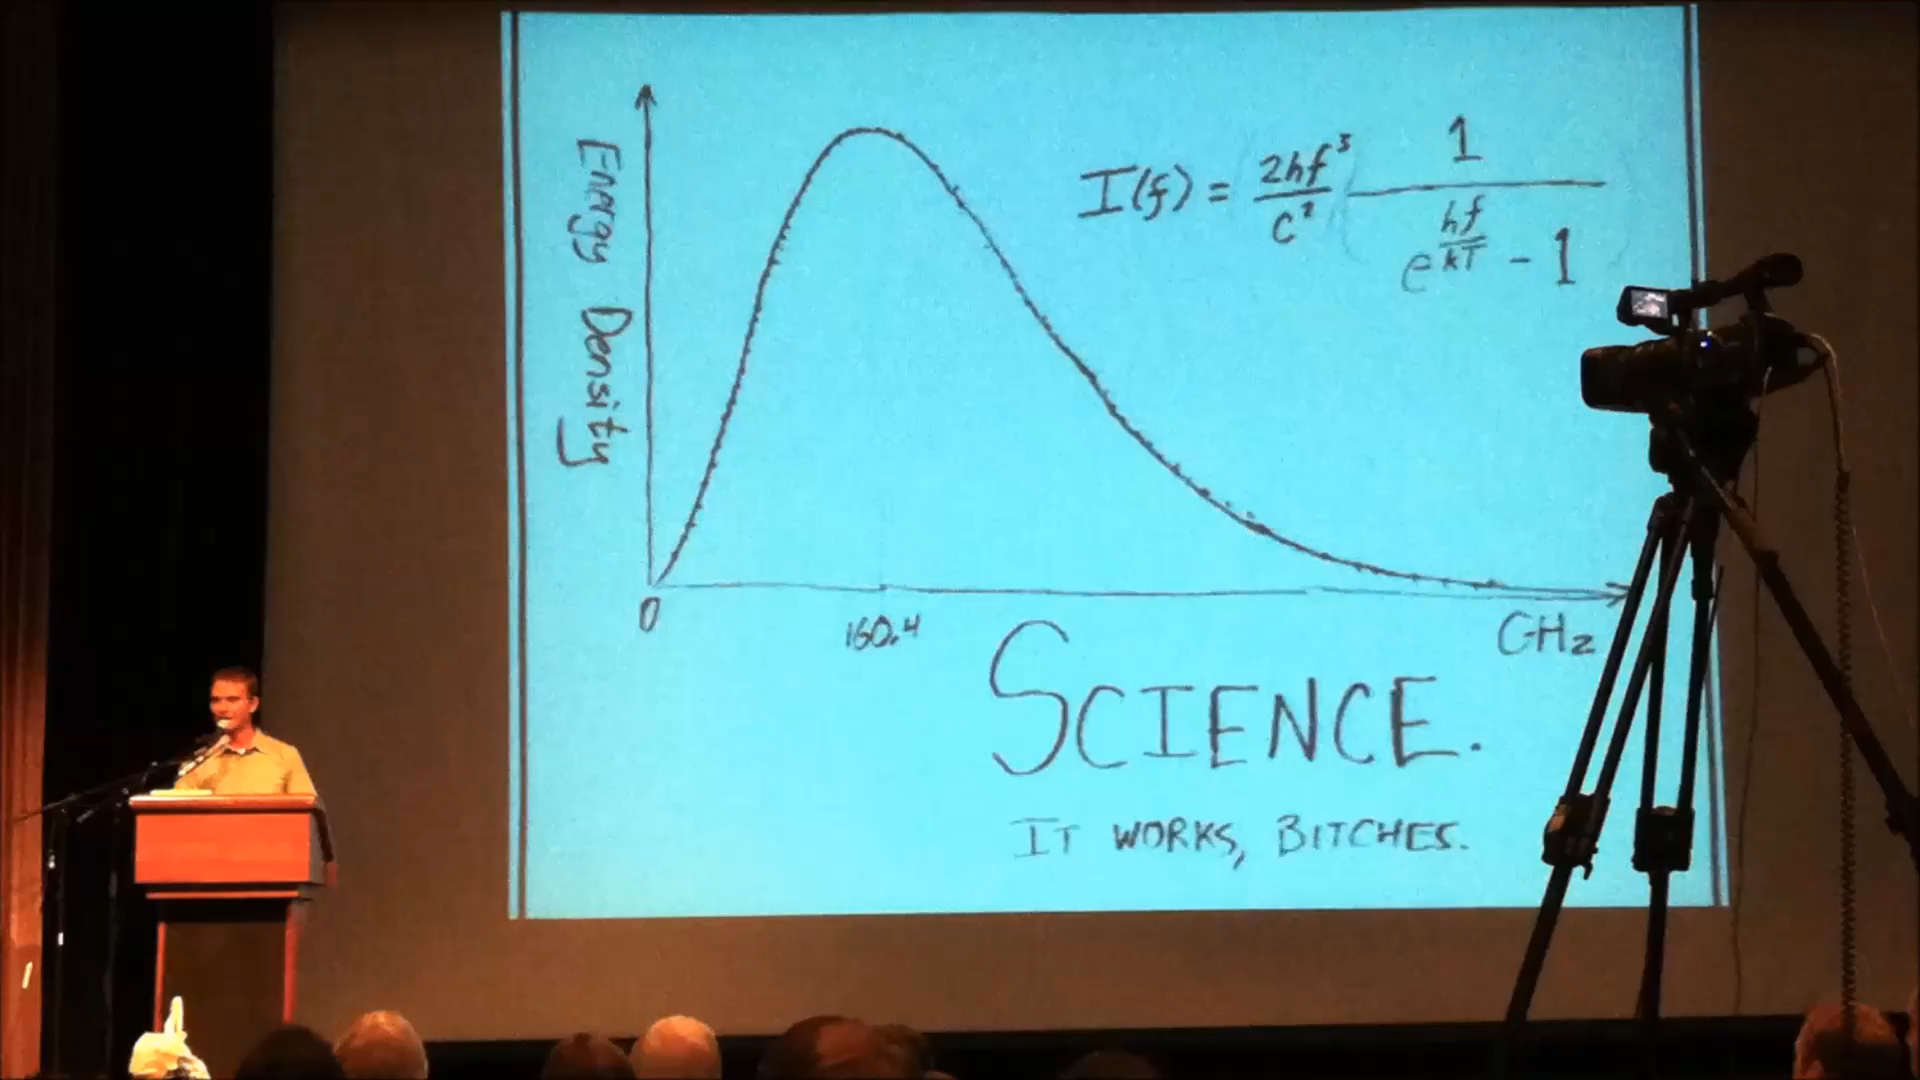 Energy Density
I(f) = 2hf³/c² (1/(e^(hf/kT) - 1))
0
160.4
GHz
SCIENCE.
IT WORKS, BITCHES.